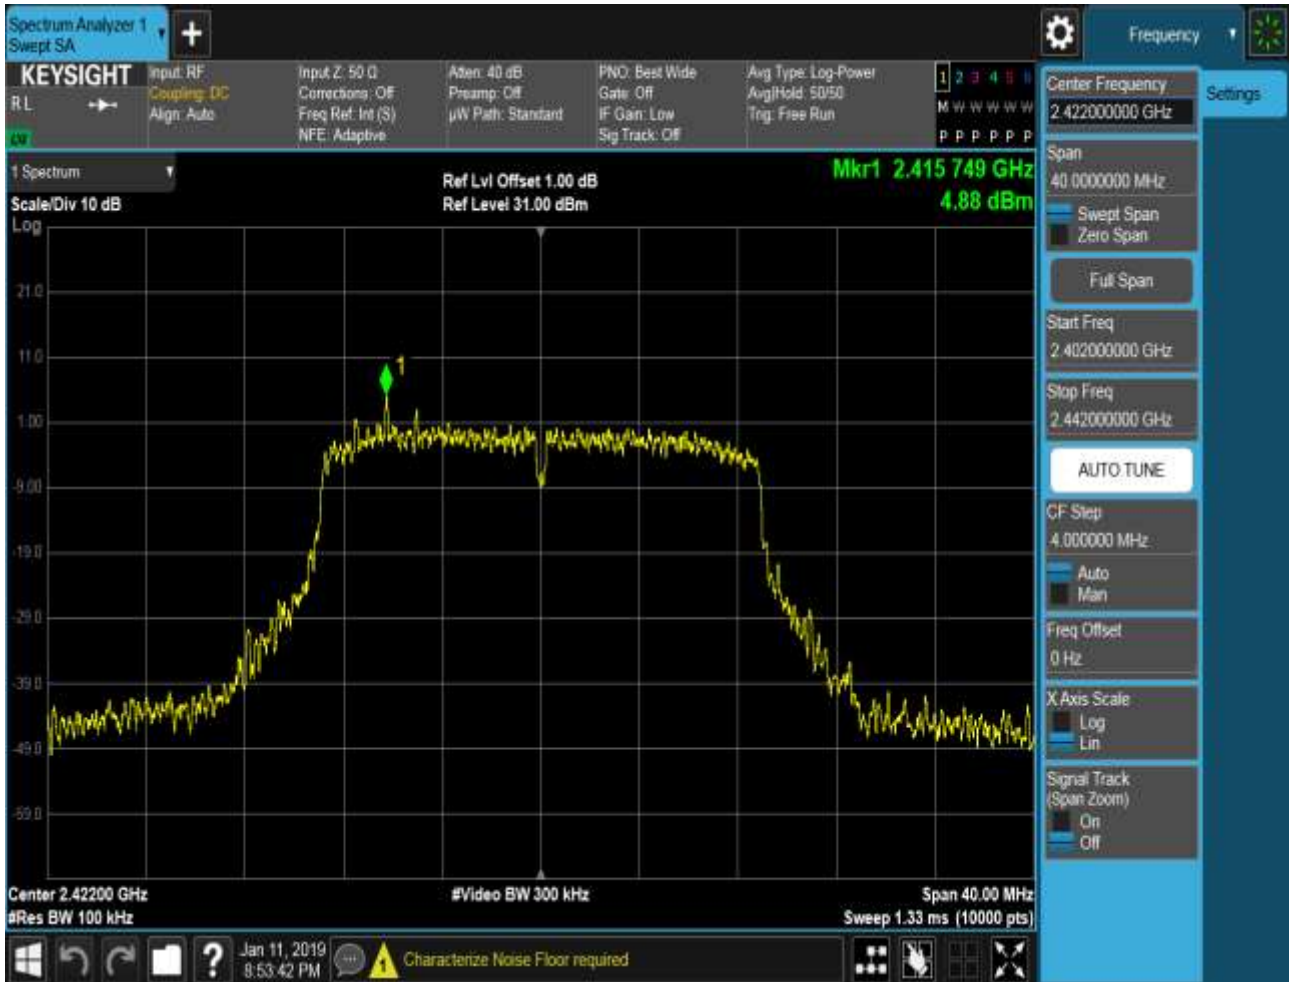 Spectrum Analyzer 1
Swept SA
Frequency
KEYSIGHT
R L
Input: RF
Coupling: DC
Align: Auto
Input Z: 50 Ω
Corrections: Off
Freq Ref: Int (S)
NFE: Adaptive
Atten: 40 dB
Preamp: Off
µW Path: Standard
PNO: Best Wide
Gate: Off
IF Gain: Low
Sig Track: Off
Avg Type: Log-Power
Avg|Hold: 50/50
Trig: Free Run
1 2 3 4 5 6
M W W W W W
P P P P P P
Center Frequency
2.422000000 GHz
Settings
Span
40.0000000 MHz
Swept Span
Zero Span
Full Span
Start Freq
2.402000000 GHz
Stop Freq
2.442000000 GHz
AUTO TUNE
CF Step
4.000000 MHz
Auto
Man
Freq Offset
0 Hz
X Axis Scale
Log
Lin
Signal Track
(Span Zoom)
On
Off
1 Spectrum
Scale/Div 10 dB
Log
Ref Lvl Offset 1.00 dB
Ref Level 31.00 dBm
Mkr1 2.415 749 GHz
4.88 dBm
21.0
11.0
1.00
-9.00
-19.0
-29.0
-39.0
-49.0
-59.0
1
Center 2.42200 GHz
#Res BW 100 kHz
#Video BW 300 kHz
Span 40.00 MHz
Sweep 1.33 ms (10000 pts)
?
Jan 11, 2019
8:53:42 PM
Characterize Noise Floor required